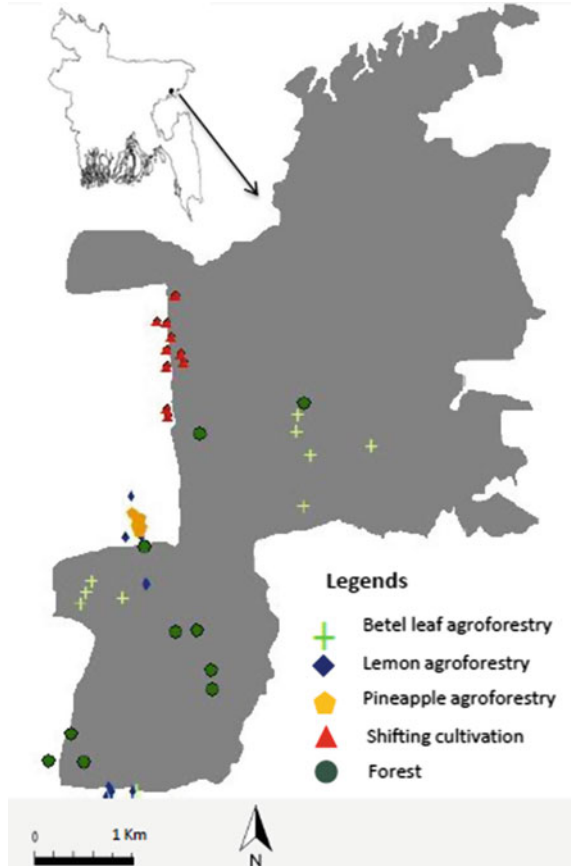 Legends
Betel leaf agroforestry
Lemon agroforestry
Pineapple agroforestry
Shifting cultivation
Forest
0 1 Km
N